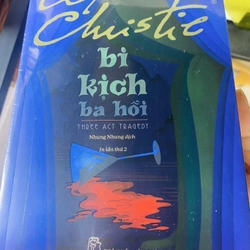 Christie
bi
kịch
ba hồi
THREE ACT TRAGEDY
Nhung Nhung dịch
In lần thứ 2